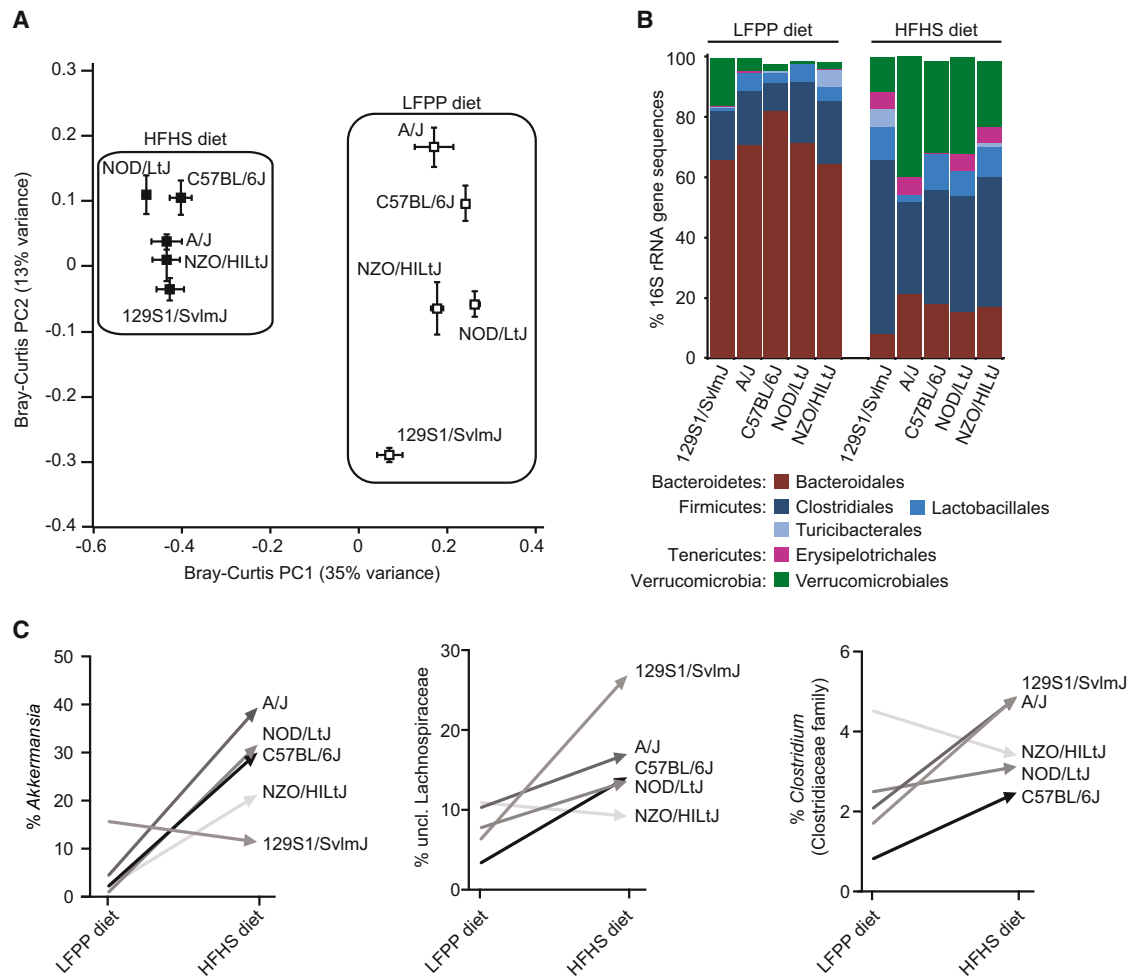 A
0.3
0.2
0.1
0
-0.1
-0.2
-0.3
-0.4
Bray-Curtis PC2 (13% variance)
-0.6
-0.4
-0.2
0
0.2
0.4
Bray-Curtis PC1 (35% variance)
HFHS diet
NOD/LtJ
C57BL/6J
A/J
NZO/HILtJ
129S1/SvlmJ
LFPP diet
A/J
C57BL/6J
NZO/HILtJ
NOD/LtJ
129S1/SvlmJ
B
LFPP diet
HFHS diet
100
80
60
40
20
0
% 16S rRNA gene sequences
129S1/SvlmJ
A/J
C57BL/6J
NOD/LtJ
NZO/HILtJ
129S1/SvlmJ
A/J
C57BL/6J
NOD/LtJ
NZO/HILtJ
Bacteroidetes: Bacteroidales
Firmicutes: Clostridiales Lactobacillales
Turicibacterales
Tenericutes: Erysipelotrichales
Verrucomicrobia: Verrucomicrobiales
C
50
40
30
20
10
0
% Akkermansia
A/J
NOD/LtJ
C57BL/6J
NZO/HILtJ
129S1/SvlmJ
LFPP diet
HFHS diet
30
20
10
0
% uncl. Lachnospiraceae
129S1/SvlmJ
A/J
C57BL/6J
NOD/LtJ
NZO/HILtJ
LFPP diet
HFHS diet
6
4
2
0
% Clostridium
(Clostridiaceae family)
129S1/SvlmJ
A/J
NZO/HILtJ
NOD/LtJ
C57BL/6J
LFPP diet
HFHS diet